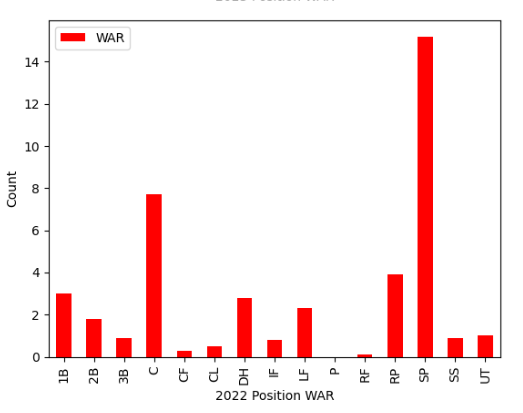 WAR
14
12
10
8
6
4
2
0
Count
1B
2B
3B
C
CF
CL
DH
IF
LF
P
RF
RP
SP
SS
UT
2022 Position WAR